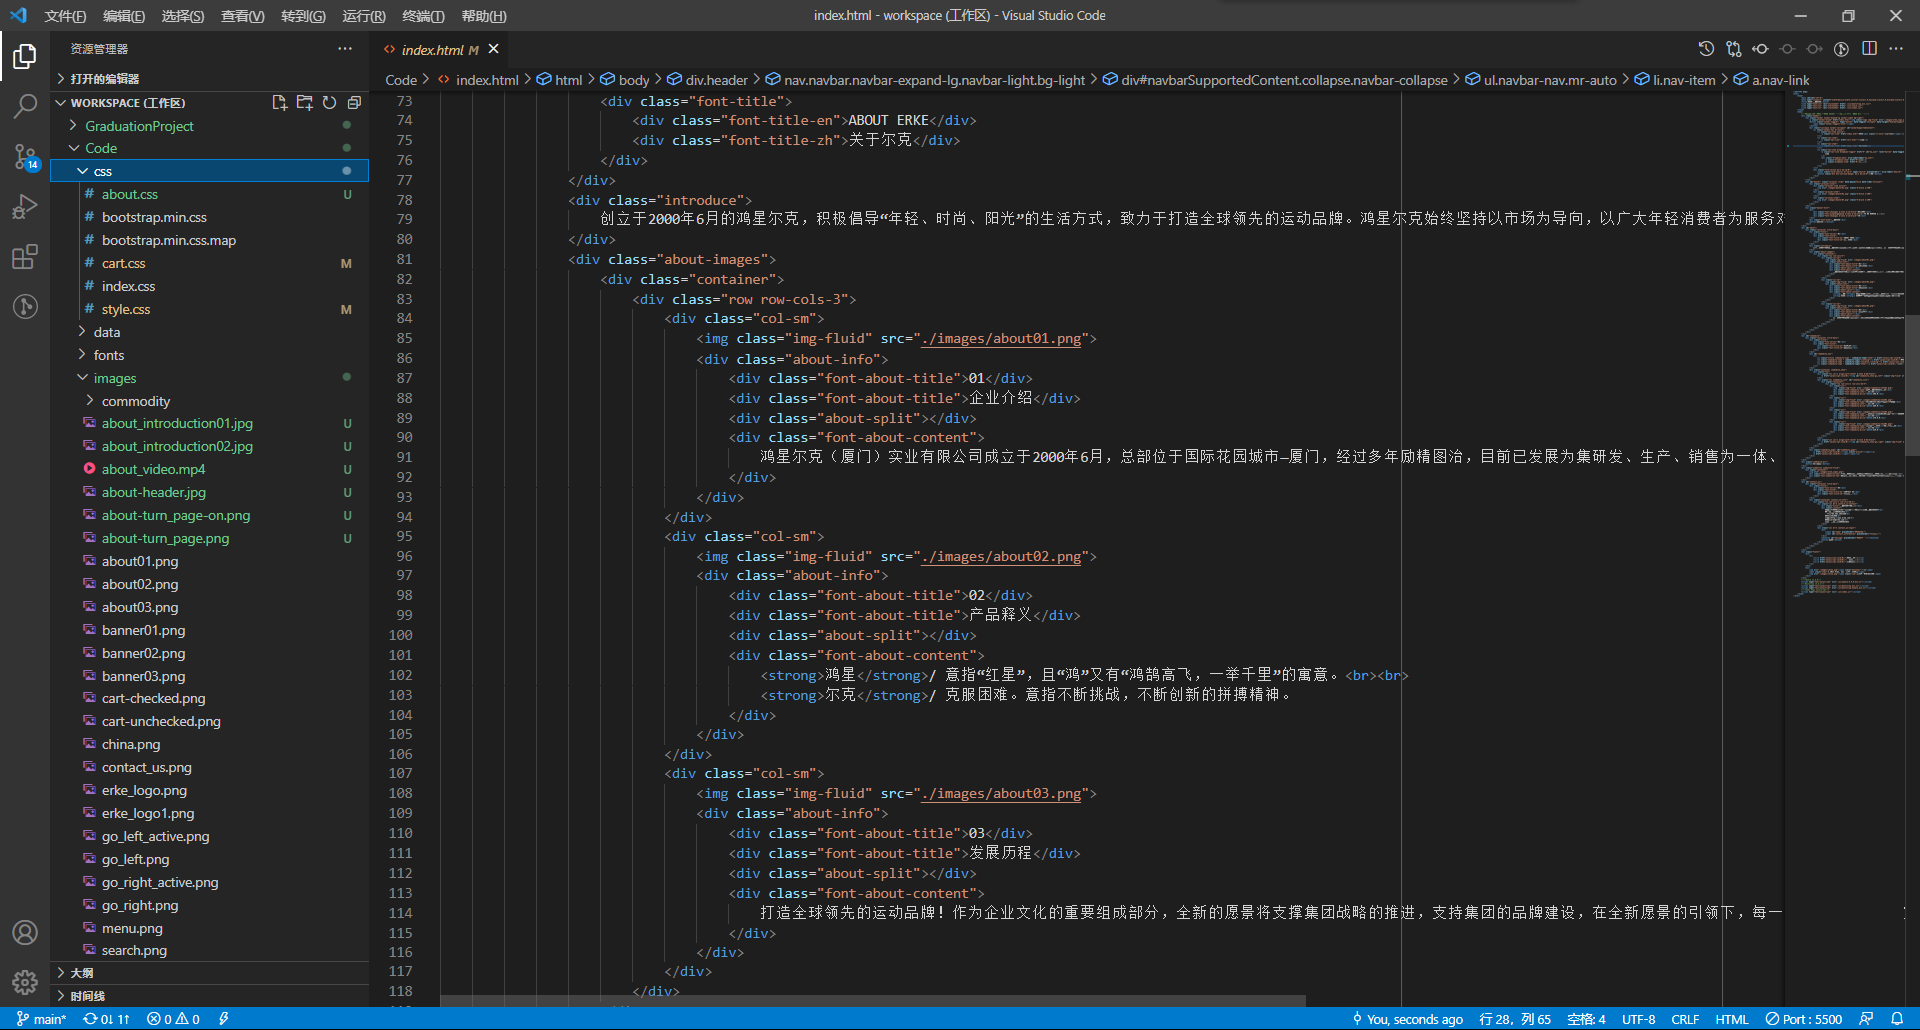 文件(F) 编辑(E) 选择(S) 查看(V) 转到(G) 运行(R) 终端(T) 帮助(H) index.html - workspace (工作区) - Visual Studio Code
资源管理器 ···
index.html M
打开的编辑器
Code > index.html > html > body > div.header > nav.navbar.navbar-expand-lg.navbar-light.bg-light > div#navbarSupportedContent.collapse.navbar-collapse > ul.navbar-nav.mr-auto > li.nav-item > a.nav-link
WORKSPACE (工作区)
GraduationProject
Code
css
about.css U
bootstrap.min.css
bootstrap.min.css.map
cart.css M
index.css
style.css M
data
fonts
images
commodity
about_introduction01.jpg U
about_introduction02.jpg U
about_video.mp4 U
about-header.jpg U
about-turn_page-on.png U
about-turn_page.png U
about01.png
about02.png
about03.png
banner01.png
banner02.png
banner03.png
cart-checked.png
cart-unchecked.png
china.png
contact_us.png
erke_logo.png
erke_logo1.png
go_left_active.png
go_left.png
go_right_active.png
go_right.png
menu.png
search.png
大纲
时间线
14
73 <div class="font-title">
74 <div class="font-title-en">ABOUT ERKE</div>
75 <div class="font-title-zh">关于尔克</div>
76 </div>
77 </div>
78 <div class="introduce">
79 创立于2000年6月的鸿星尔克，积极倡导“年轻、时尚、阳光”的生活方式，致力于打造全球领先的运动品牌。鸿星尔克始终坚持以市场为导向，以广大年轻消费者为服务对
80 </div>
81 <div class="about-images">
82 <div class="container">
83 <div class="row row-cols-3">
84 <div class="col-sm">
85 <img class="img-fluid" src="./images/about01.png">
86 <div class="about-info">
87 <div class="font-about-title">01</div>
88 <div class="font-about-title">企业介绍</div>
89 <div class="about-split"></div>
90 <div class="font-about-content">
91 鸿星尔克（厦门）实业有限公司成立于2000年6月，总部位于国际花园城市—厦门，经过多年励精图治，目前已发展为集研发、生产、销售为一体、
92 </div>
93 </div>
94 </div>
95 <div class="col-sm">
96 <img class="img-fluid" src="./images/about02.png">
97 <div class="about-info">
98 <div class="font-about-title">02</div>
99 <div class="font-about-title">产品释义</div>
100 <div class="about-split"></div>
101 <div class="font-about-content">
102 <strong>鸿星</strong>/ 意指“红星”，且“鸿”又有“鸿鹄高飞，一举千里”的寓意。<br><br>
103 <strong>尔克</strong>/ 克服困难。意指不断挑战，不断创新的拼搏精神。
104 </div>
105 </div>
106 </div>
107 <div class="col-sm">
108 <img class="img-fluid" src="./images/about03.png">
109 <div class="about-info">
110 <div class="font-about-title">03</div>
111 <div class="font-about-title">发展历程</div>
112 <div class="about-split"></div>
113 <div class="font-about-content">
114 打造全球领先的运动品牌！作为企业文化的重要组成部分，全新的愿景将支撑集团战略的推进，支持集团的品牌建设，在全新愿景的引领下，每一
115 </div>
116 </div>
117 </div>
118 </div>
main* 0↓ 1↑ 0 0 You, seconds ago 行 28，列 65 空格: 4 UTF-8 CRLF HTML Port : 5500